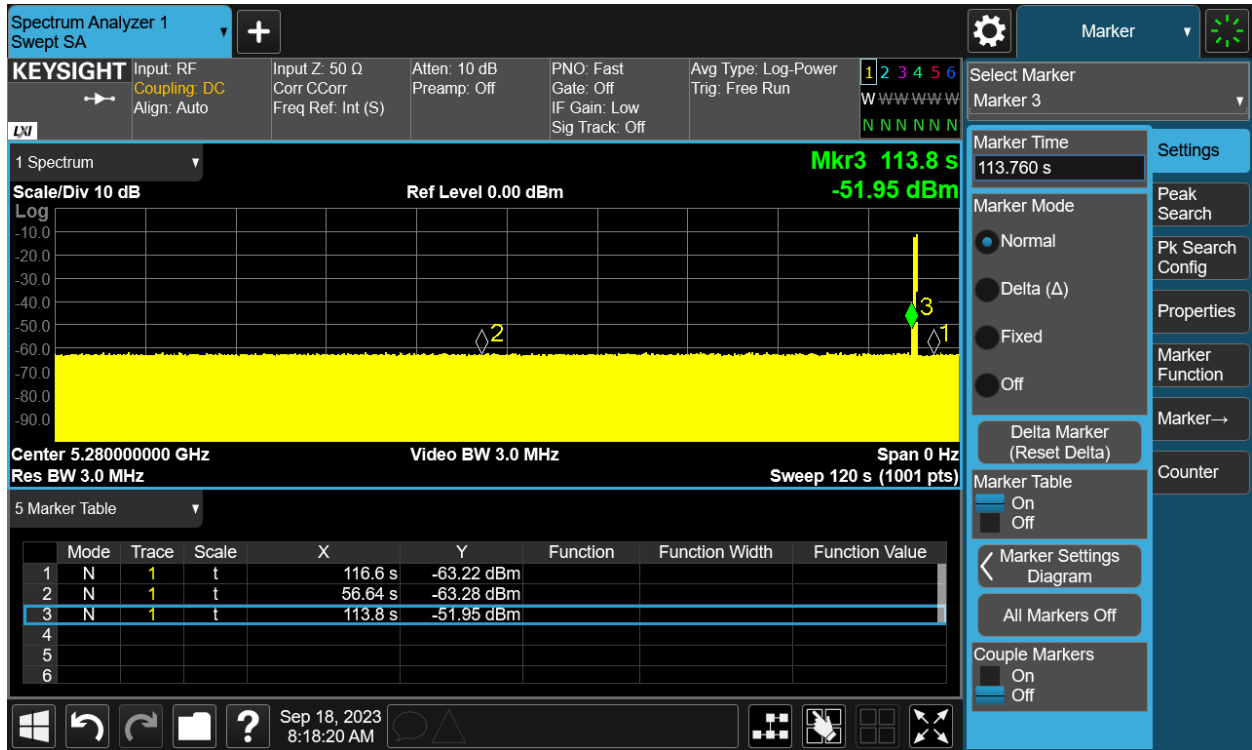 Spectrum Analyzer 1
Swept SA
Marker
KEYSIGHT
LXI
Input: RF
Coupling: DC
Align: Auto
Input Z: 50 Ω
Corr CCorr
Freq Ref: Int (S)
Atten: 10 dB
Preamp: Off
PNO: Fast
Gate: Off
IF Gain: Low
Sig Track: Off
Avg Type: Log-Power
Trig: Free Run
1 2 3 4 5 6
W W W W W W
N N N N N N
1 Spectrum
Mkr3 113.8 s
Scale/Div 10 dB
Ref Level 0.00 dBm
-51.95 dBm
Log
-10.0
-20.0
-30.0
-40.0
-50.0
-60.0
-70.0
-80.0
-90.0
2
3
1
Center 5.280000000 GHz
Video BW 3.0 MHz
Span 0 Hz
Res BW 3.0 MHz
Sweep 120 s (1001 pts)
5 Marker Table
Mode Trace Scale X Y Function Function Width Function Value
1 N 1 t 116.6 s -63.22 dBm
2 N 1 t 56.64 s -63.28 dBm
3 N 1 t 113.8 s -51.95 dBm
4
5
6
?
Sep 18, 2023
8:18:20 AM
Select Marker
Marker 3
Marker Time
113.760 s
Marker Mode
Normal
Delta (Δ)
Fixed
Off
Delta Marker
(Reset Delta)
Marker Table
On
Off
Marker Settings
Diagram
All Markers Off
Couple Markers
On
Off
Settings
Peak
Search
Pk Search
Config
Properties
Marker
Function
Marker→
Counter